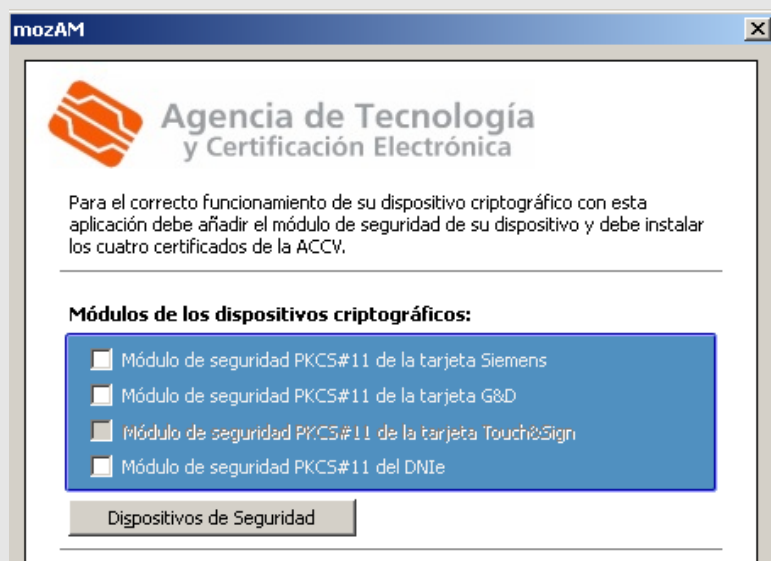 mozAM
Agencia de Tecnología
y Certificación Electrónica
Para el correcto funcionamiento de su dispositivo criptográfico con esta
aplicación debe añadir el módulo de seguridad de su dispositivo y debe instalar
los cuatro certificados de la ACCV.
Módulos de los dispositivos criptográficos:
Módulo de seguridad PKCS#11 de la tarjeta Siemens
Módulo de seguridad PKCS#11 de la tarjeta G&D
Módulo de seguridad PKCS#11 de la tarjeta Touch&Sign
Módulo de seguridad PKCS#11 del DNIe
Dispositivos de Seguridad